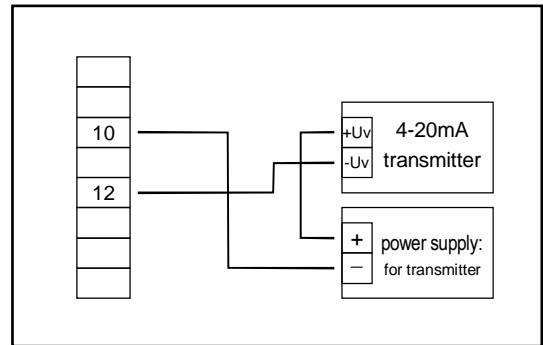 10
12
+Uv
-Uv
4-20mA
transmitter
+
−
power supply:
for transmitter